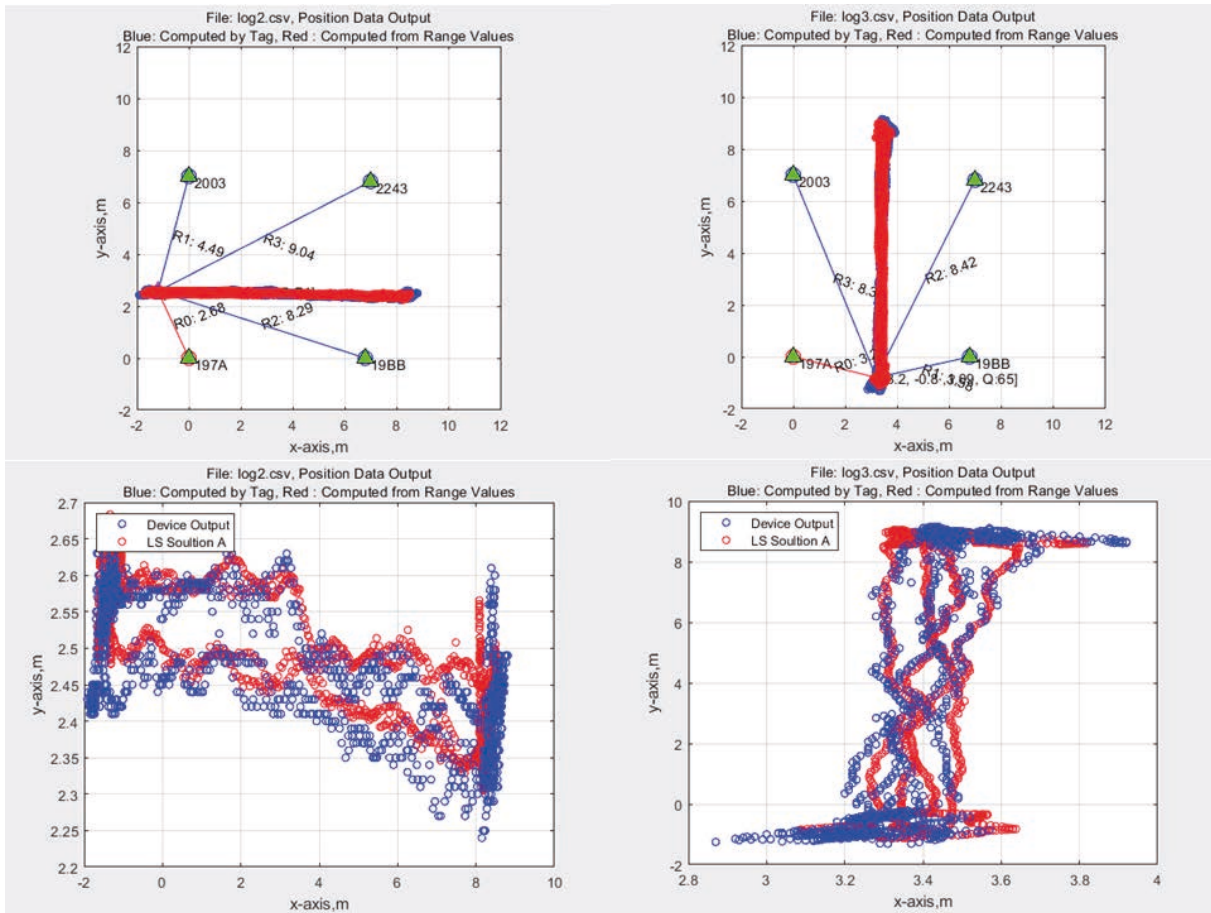 File: log2.csv, Position Data Output
Blue: Computed by Tag, Red : Computed from Range Values
12
10
8
6
4
2
0
-2
y-axis,m
2003
2243
R1: 4.49
R3: 9.04
R0: 2.68
R2: 8.29
197A
19BB
-2 0 2 4 6 8 10 12
x-axis,m
File: log3.csv, Position Data Output
Blue: Computed by Tag, Red : Computed from Range Values
12
10
8
6
4
2
0
-2
y-axis,m
2003
2243
R3: 8.3
R2: 8.42
R0: 3.
197A
19BB
R1:
-0.8
Q:65]
-2 0 2 4 6 8 10 12
x-axis,m
File: log2.csv, Position Data Output
Blue: Computed by Tag, Red : Computed from Range Values
Device Output
LS Soultion A
2.7
2.65
2.6
2.55
2.5
2.45
2.4
2.35
2.3
2.25
2.2
y-axis,m
-2 0 2 4 6 8 10
x-axis,m
File: log3.csv, Position Data Output
Blue: Computed by Tag, Red : Computed from Range Values
Device Output
LS Soultion A
10
8
6
4
2
0
-2
y-axis,m
2.8 3 3.2 3.4 3.6 3.8 4
x-axis,m